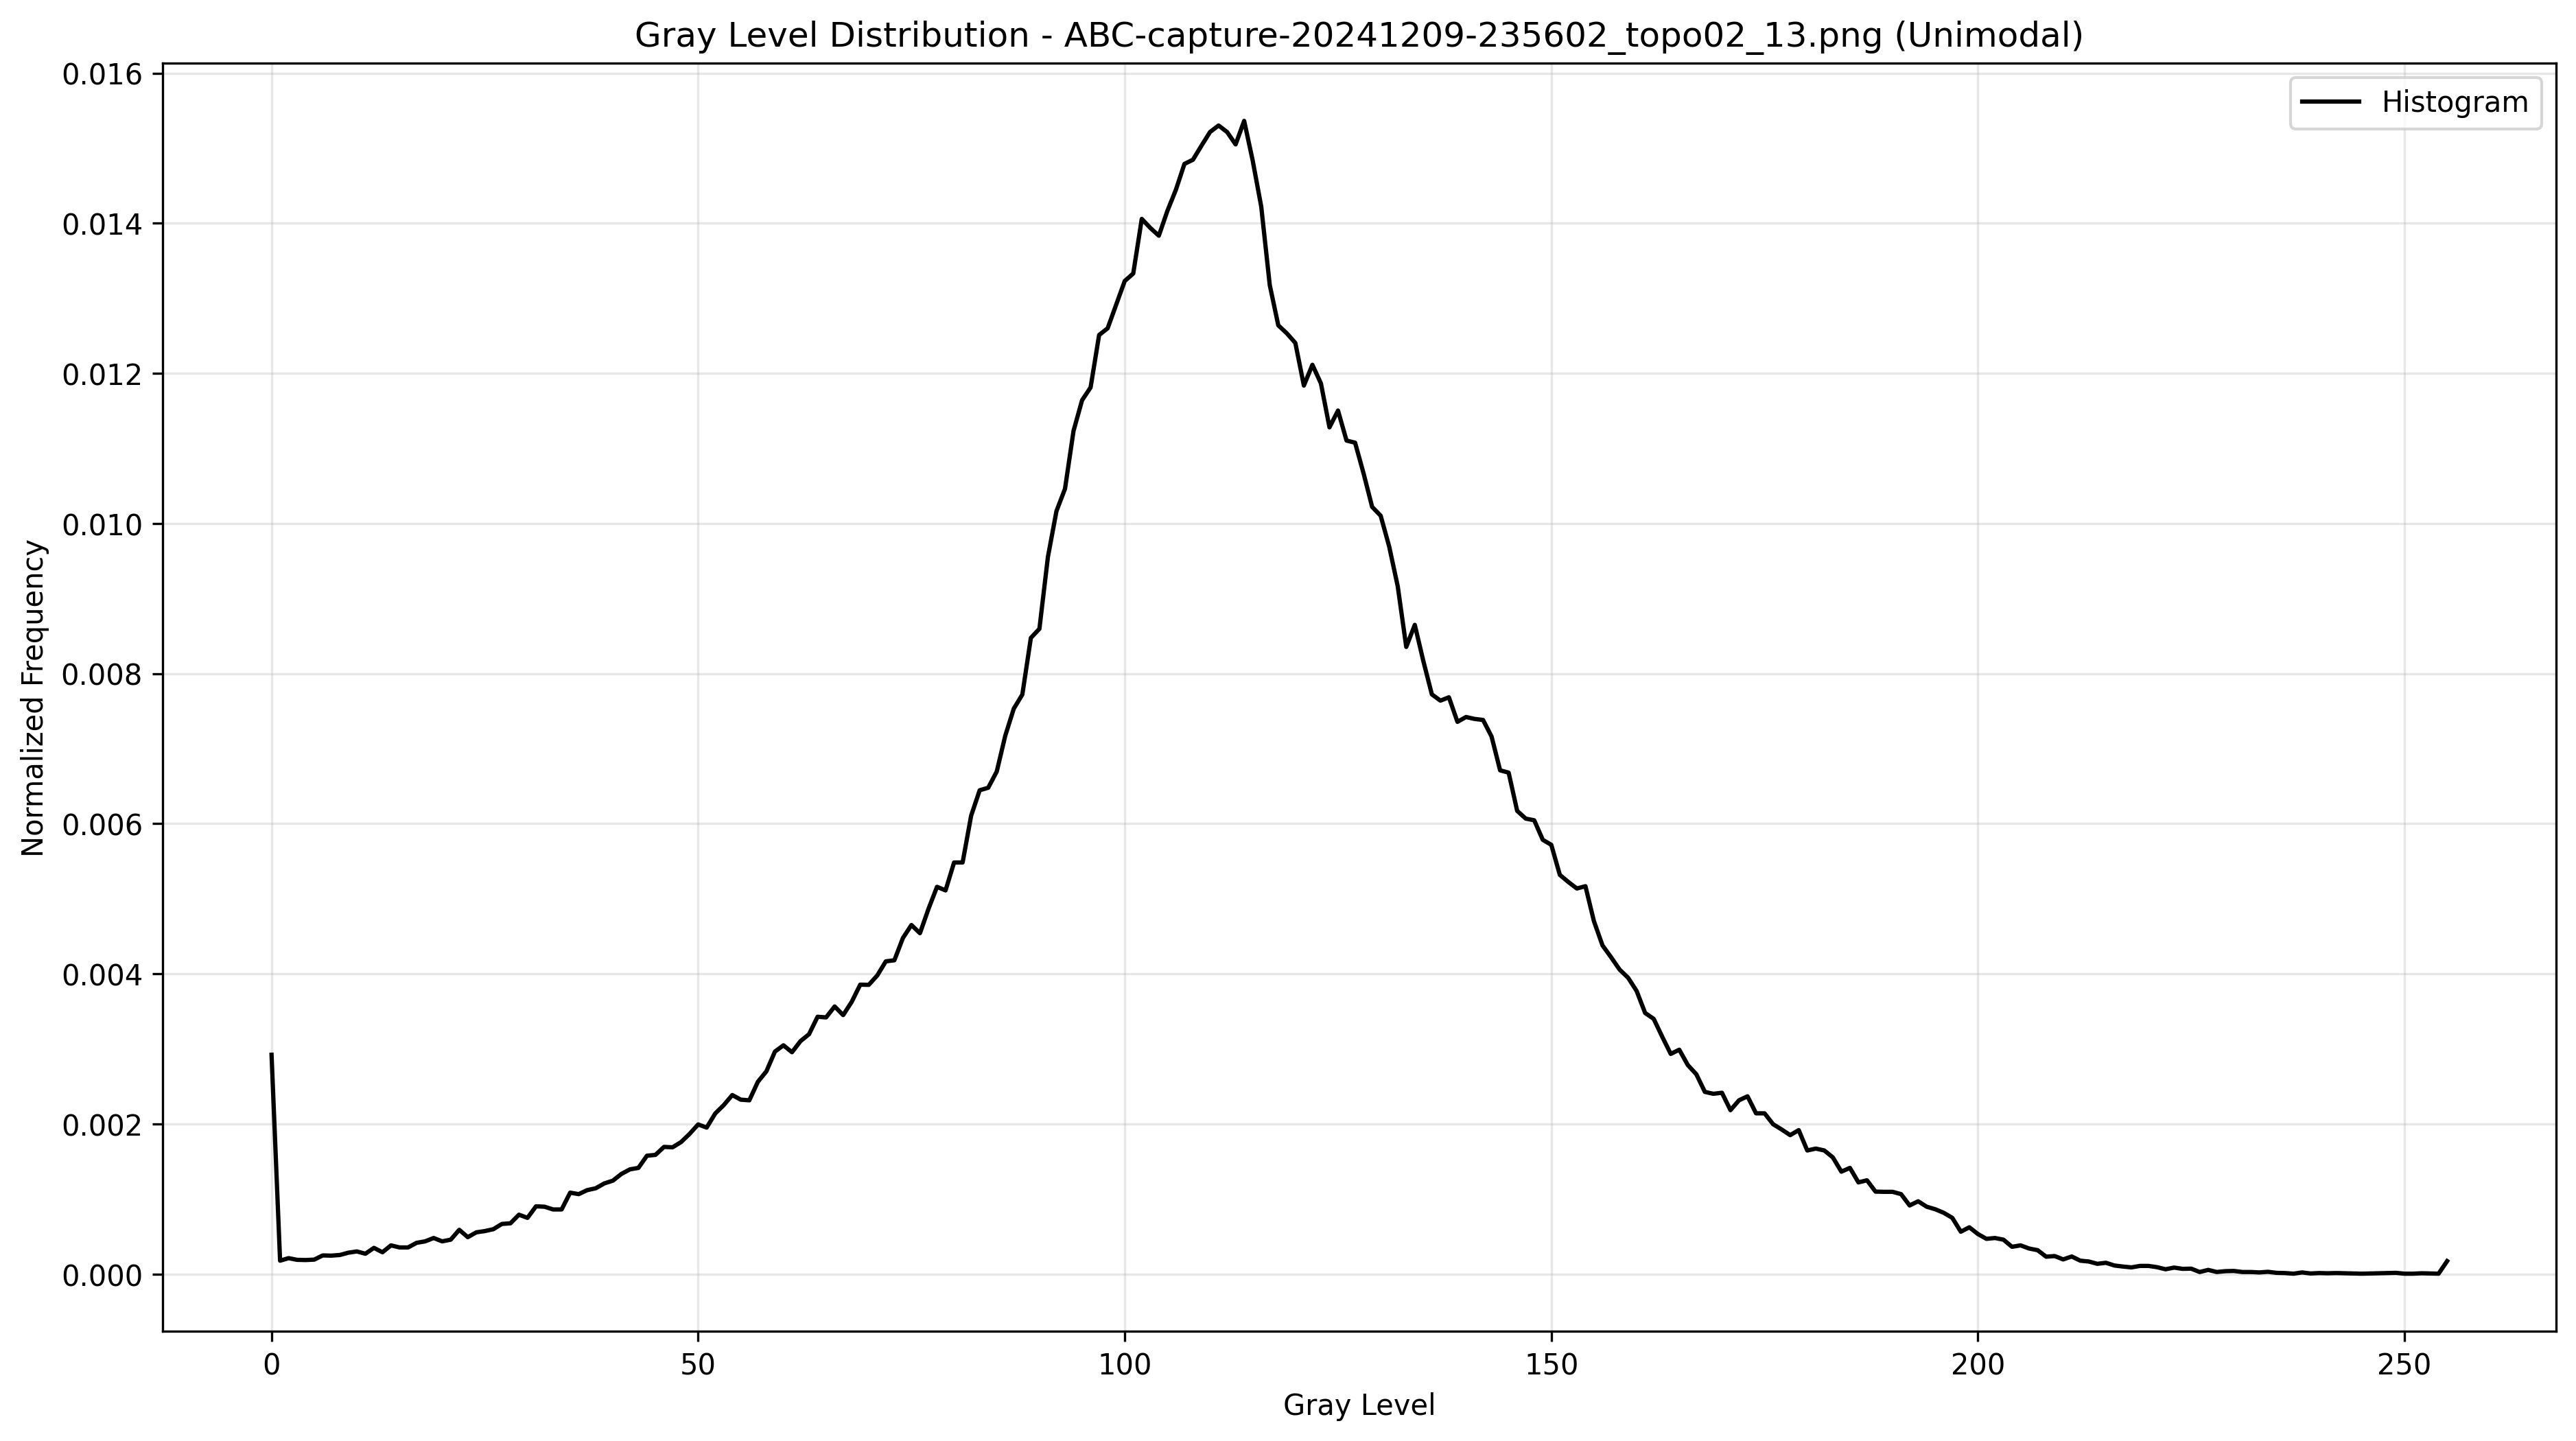 Gray Level Distribution - ABC-capture-20241209-235602_topo02_13.png (Unimodal)
Histogram
Normalized Frequency
0.016
0.014
0.012
0.010
0.008
0.006
0.004
0.002
0.000
0 50 100 150 200 250
Gray Level